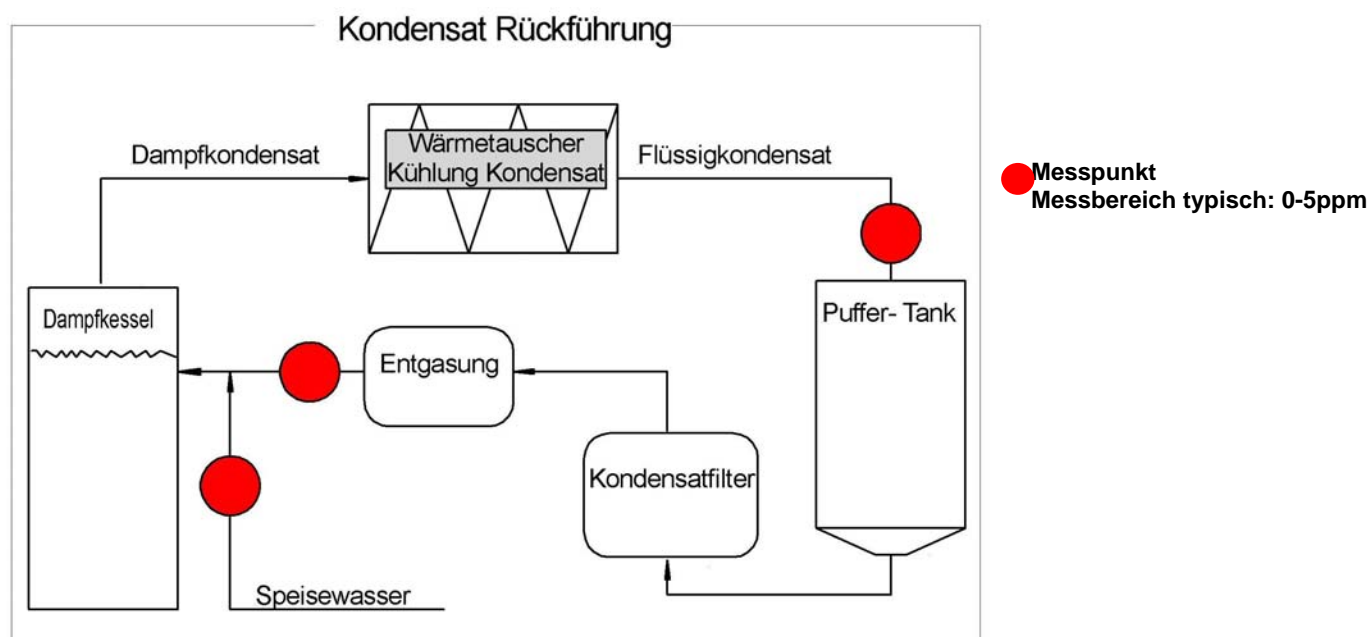 Kondensat Rückführung
Dampfkondensat
Wärmetauscher
Kühlung Kondensat
Flüssigkondensat
Messpunkt
Messbereich typisch: 0-5ppm
Dampfkessel
Puffer- Tank
Entgasung
Kondensatfilter
Speisewasser